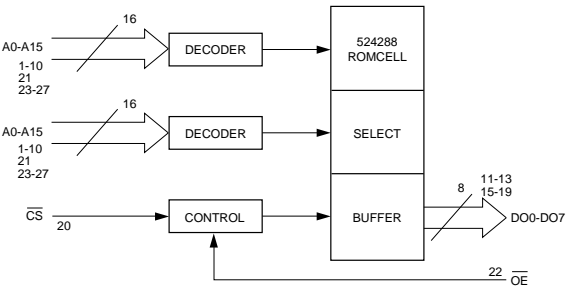 16
A0-A15
1-10
21
23-27
DECODER
524288
ROMCELL
16
A0-A15
1-10
21
23-27
DECODER
SELECT
CS
20
CONTROL
BUFFER
8
11-13
15-19
DO0-DO7
22
OE